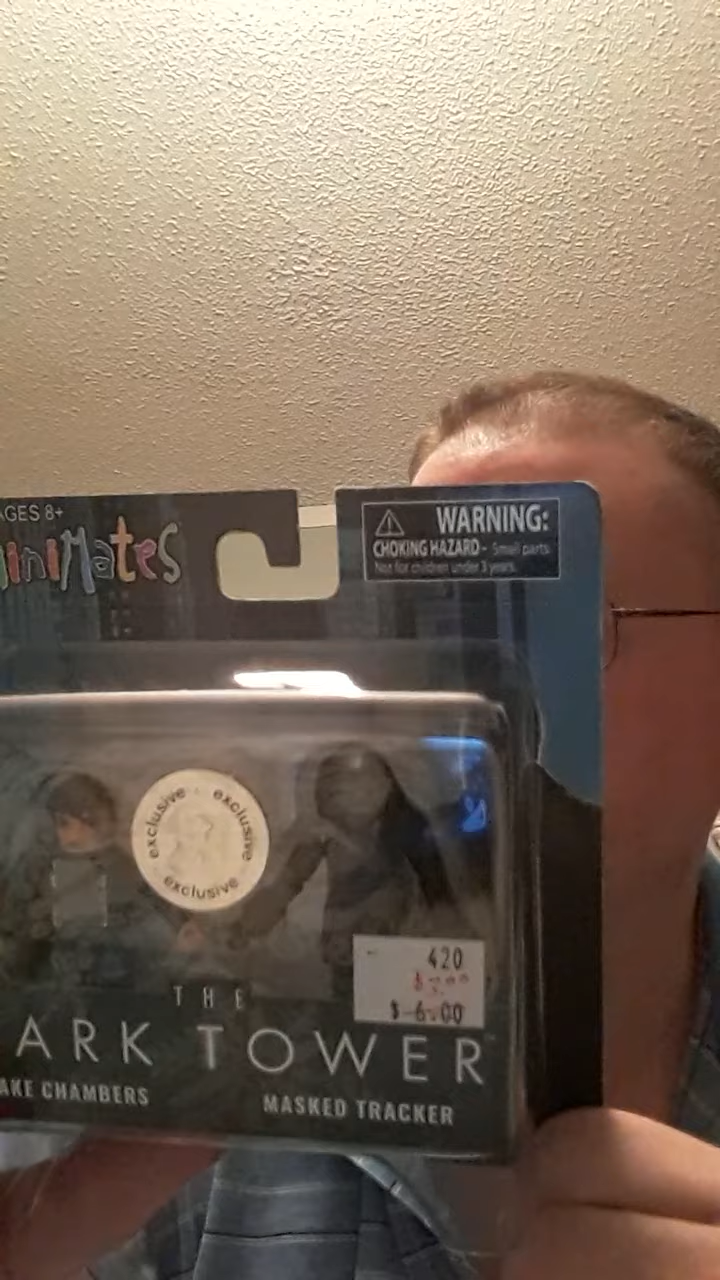 AGES 8+
iniMates
WARNING:
CHOKING HAZARD - Small parts.
Not for children under 3 years.
exclusive · exclusive
exclusive
420
$ 6.00
THE
ARK TOWER
AKE CHAMBERS
MASKED TRACKER